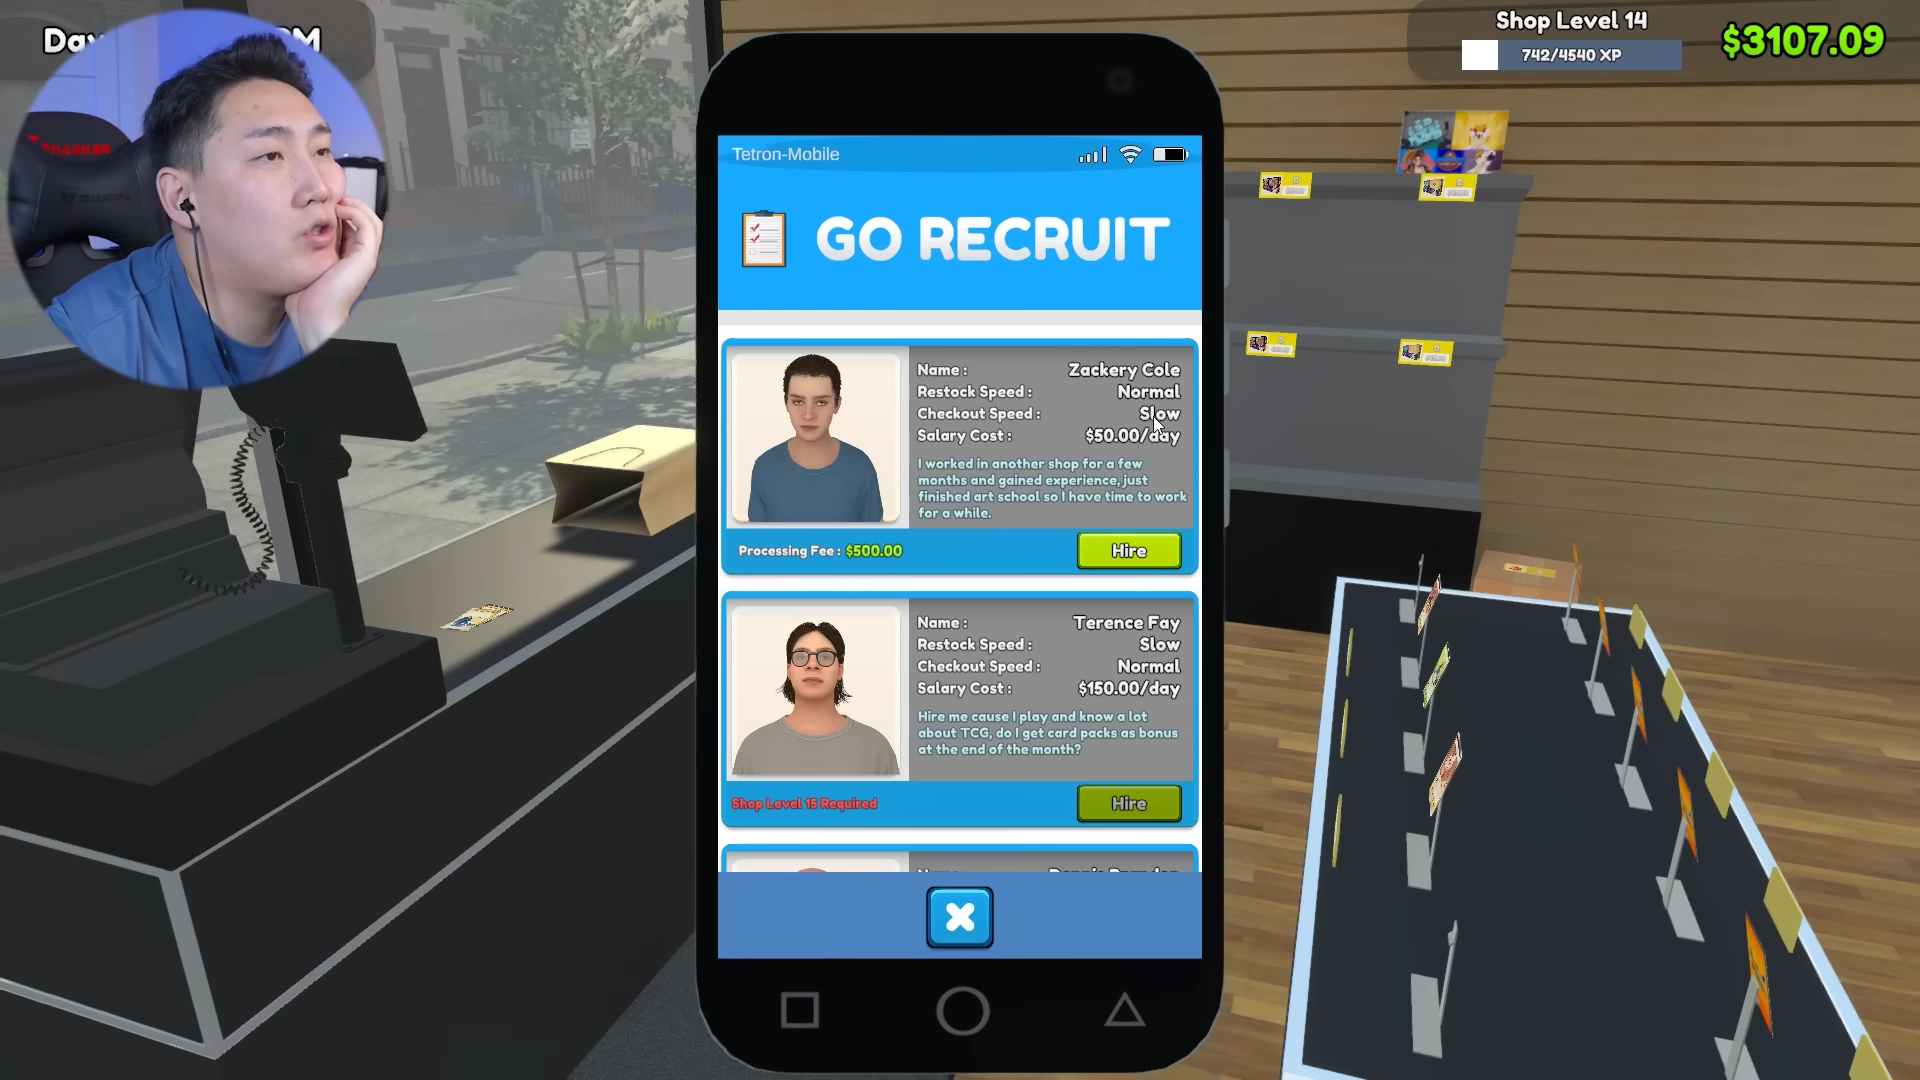 Day
PM
Shop Level 14
742/4540 XP
$3107.09
Tetron-Mobile
GO RECRUIT
Name : Zackery Cole
Restock Speed : Normal
Checkout Speed : Slow
Salary Cost : $50.00/day
I worked in another shop for a few
months and gained experience, just
finished art school so I have time to work
for a while.
Processing Fee : $500.00
Hire
Name : Terence Fay
Restock Speed : Slow
Checkout Speed : Normal
Salary Cost : $150.00/day
Hire me cause I play and know a lot
about TCG, do I get card packs as bonus
at the end of the month?
Shop Level 15 Required
Hire